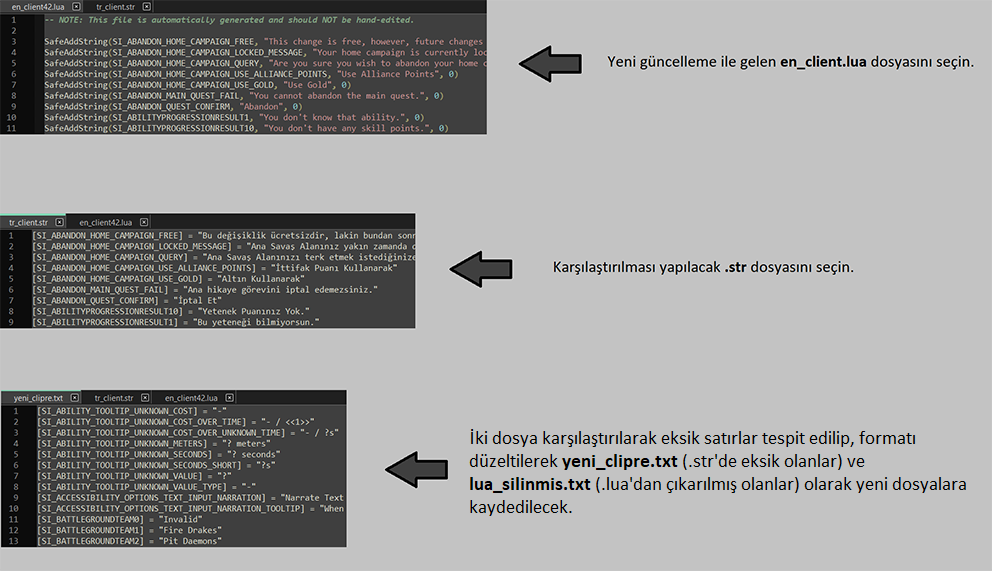 en_client42.lua tr_client.str
1 -- NOTE: This file is automatically generated and should NOT be hand-edited.
2
3 SafeAddString(SI_ABANDON_HOME_CAMPAIGN_FREE, "This change is free, however, future changes
4 SafeAddString(SI_ABANDON_HOME_CAMPAIGN_LOCKED_MESSAGE, "Your home campaign is currently loc
5 SafeAddString(SI_ABANDON_HOME_CAMPAIGN_QUERY, "Are you sure you wish to abandon your home c
6 SafeAddString(SI_ABANDON_HOME_CAMPAIGN_USE_ALLIANCE_POINTS, "Use Alliance Points", 0)
7 SafeAddString(SI_ABANDON_HOME_CAMPAIGN_USE_GOLD, "Use Gold", 0)
8 SafeAddString(SI_ABANDON_MAIN_QUEST_FAIL, "You cannot abandon the main quest.", 0)
9 SafeAddString(SI_ABANDON_QUEST_CONFIRM, "Abandon", 0)
10 SafeAddString(SI_ABILITYPROGRESSIONRESULT1, "You don't know that ability.", 0)
11 SafeAddString(SI_ABILITYPROGRESSIONRESULT10, "You don't have any skill points.", 0)
Yeni güncelleme ile gelen en_client.lua dosyasını seçin.
tr_client.str en_client42.lua
1 [SI_ABANDON_HOME_CAMPAIGN_FREE] = "Bu değişiklik ücretsizdir, lakin bundan sonr
2 [SI_ABANDON_HOME_CAMPAIGN_LOCKED_MESSAGE] = "Ana Savaş Alanınız yakın zamanda d
3 [SI_ABANDON_HOME_CAMPAIGN_QUERY] = "Ana Savaş Alanınızı terk etmek istediğinize
4 [SI_ABANDON_HOME_CAMPAIGN_USE_ALLIANCE_POINTS] = "İttifak Puanı Kullanarak"
5 [SI_ABANDON_HOME_CAMPAIGN_USE_GOLD] = "Altın Kullanarak"
6 [SI_ABANDON_MAIN_QUEST_FAIL] = "Ana hikaye görevini iptal edemezsiniz."
7 [SI_ABANDON_QUEST_CONFIRM] = "İptal Et"
8 [SI_ABILITYPROGRESSIONRESULT10] = "Yetenek Puanınız Yok."
9 [SI_ABILITYPROGRESSIONRESULT1] = "Bu yeteneği bilmiyorsun."
Karşılaştırılması yapılacak .str dosyasını seçin.
yeni_clipre.txt tr_client.str en_client42.lua
1 [SI_ABILITY_TOOLTIP_UNKNOWN_COST] = "-"
2 [SI_ABILITY_TOOLTIP_UNKNOWN_COST_OVER_TIME] = "- / <<1>>"
3 [SI_ABILITY_TOOLTIP_UNKNOWN_COST_OVER_UNKNOWN_TIME] = "- / ?s"
4 [SI_ABILITY_TOOLTIP_UNKNOWN_METERS] = "? meters"
5 [SI_ABILITY_TOOLTIP_UNKNOWN_SECONDS] = "? seconds"
6 [SI_ABILITY_TOOLTIP_UNKNOWN_SECONDS_SHORT] = "?s"
7 [SI_ABILITY_TOOLTIP_UNKNOWN_VALUE] = "?"
8 [SI_ABILITY_TOOLTIP_UNKNOWN_VALUE_TYPE] = "-"
9 [SI_ACCESSIBILITY_OPTIONS_TEXT_INPUT_NARRATION] = "Narrate Text
10 [SI_ACCESSIBILITY_OPTIONS_TEXT_INPUT_NARRATION_TOOLTIP] = "When
11 [SI_BATTLEGROUNDTEAM0] = "Invalid"
12 [SI_BATTLEGROUNDTEAM1] = "Fire Drakes"
13 [SI_BATTLEGROUNDTEAM2] = "Pit Daemons"
İki dosya karşılaştırılarak eksik satırlar tespit edilip, formatı
düzeltilerek yeni_clipre.txt (.str'de eksik olanlar) ve
lua_silinmis.txt (.lua'dan çıkarılmış olanlar) olarak yeni dosyalara
kaydedilecek.